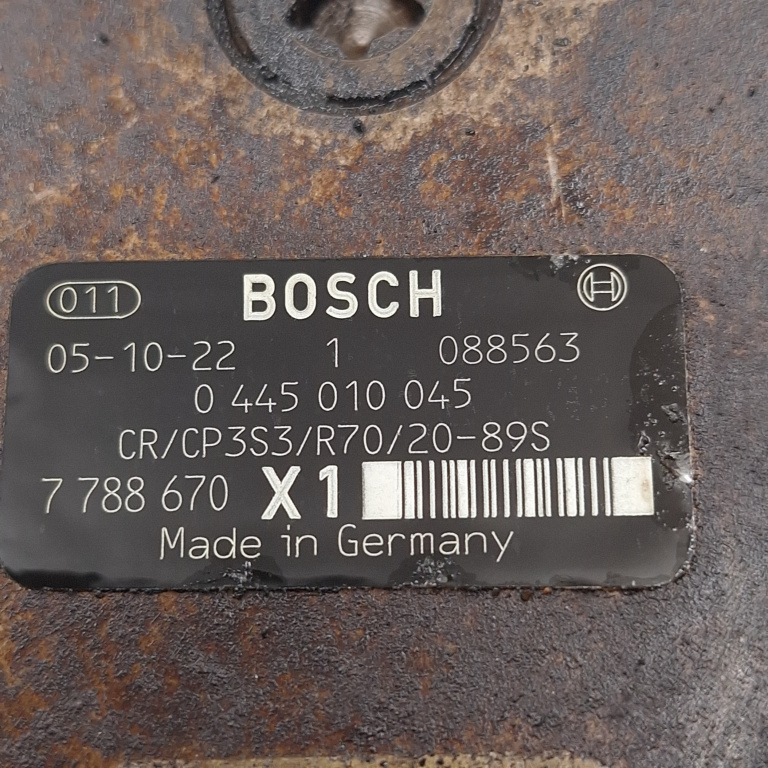 011 BOSCH
05-10-22 1 088563
0 445 010 045
CR/CP3S3/R70/20-89S
7 788 670 X1
Made in Germany